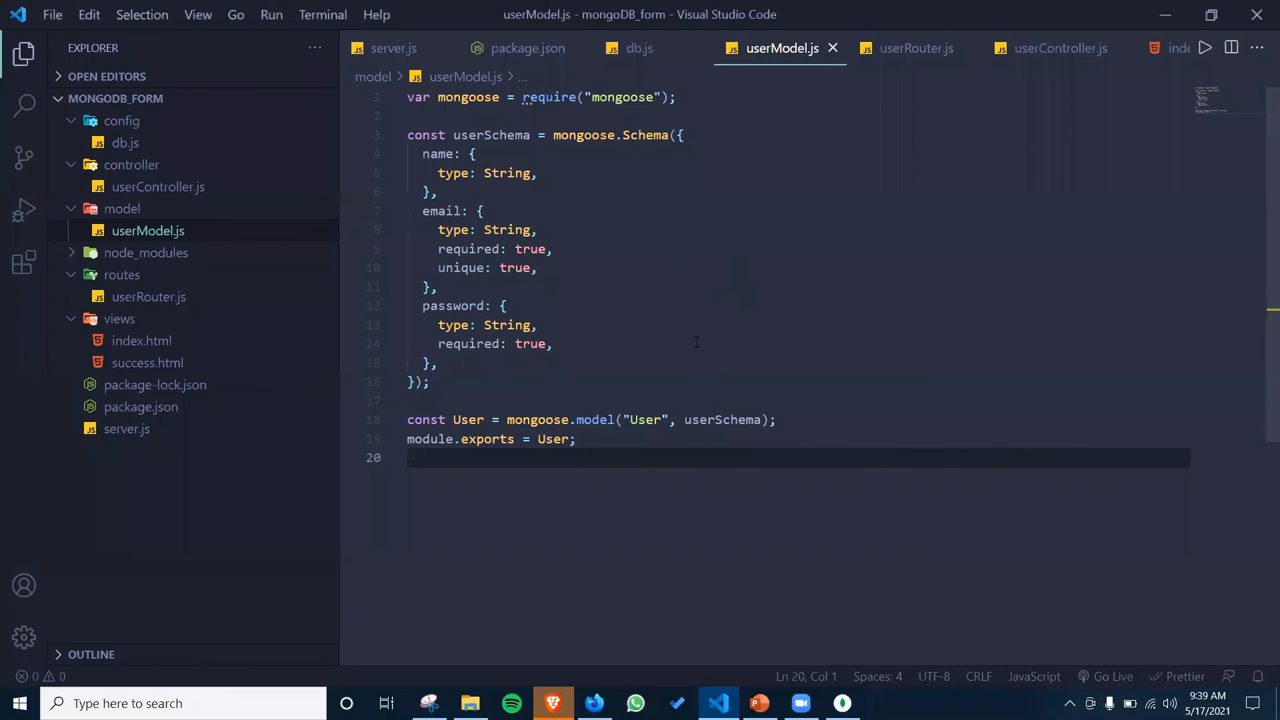 File Edit Selection View Go Run Terminal Help
userModel.js - mongoDB_form - Visual Studio Code
EXPLORER
OPEN EDITORS
MONGODB_FORM
config
db.js
controller
userController.js
model
userModel.js
node_modules
routes
userRouter.js
views
index.html
success.html
package-lock.json
package.json
server.js
OUTLINE
server.js package.json db.js userModel.js userRouter.js userController.js inde
model userModel.js ...
1 var mongoose = require("mongoose");
2
3 const userSchema = mongoose.Schema({
4 name: {
5 type: String,
6 },
7 email: {
8 type: String,
9 required: true,
10 unique: true,
11 },
12 password: {
13 type: String,
14 required: true,
15 },
16 });
17
18 const User = mongoose.model("User", userSchema);
19 module.exports = User;
20
0 0
Ln 20, Col 1 Spaces: 4 UTF-8 CRLF JavaScript Go Live Prettier
Type here to search
9:39 AM
5/17/2021